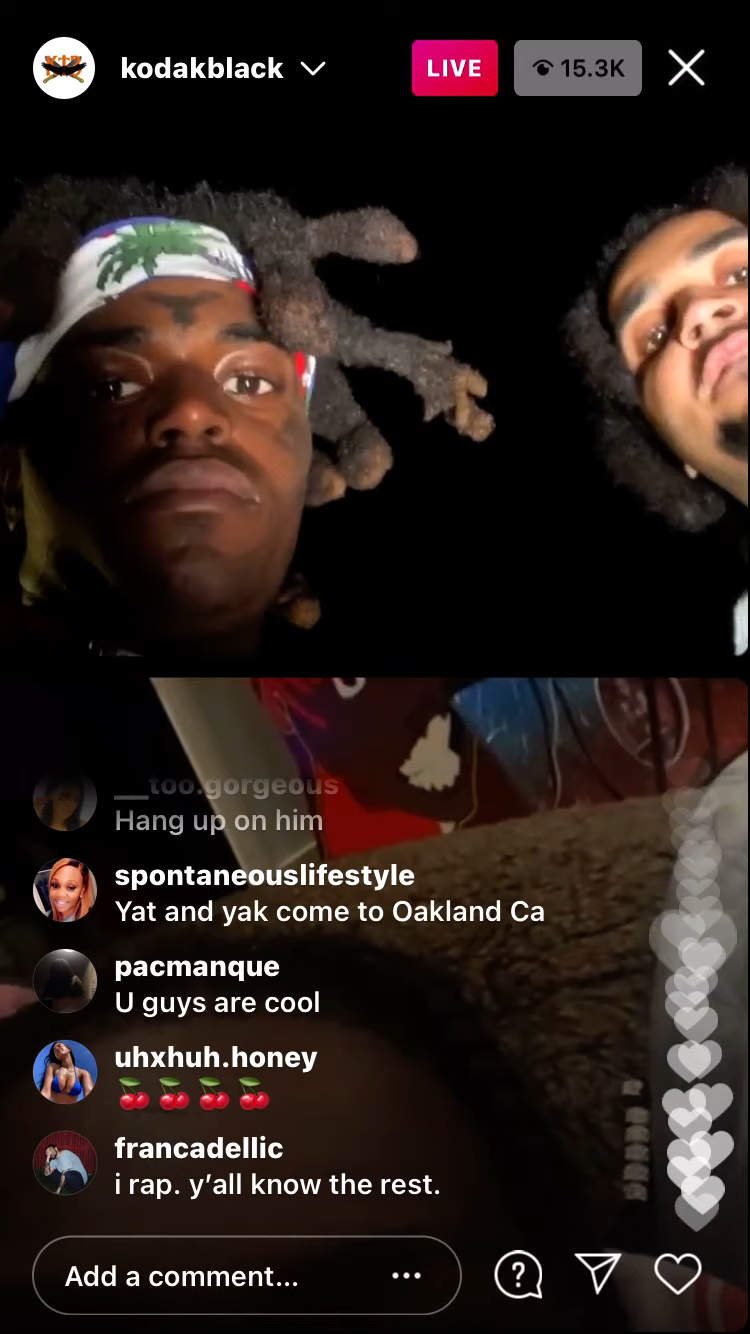 kodakblack
LIVE
15.3K
__too.gorgeous
Hang up on him
spontaneouslifestyle
Yat and yak come to Oakland Ca
pacmanque
U guys are cool
uhxhuh.honey
🍒🍒🍒🍒
francadellic
i rap. y’all know the rest.
Add a comment...